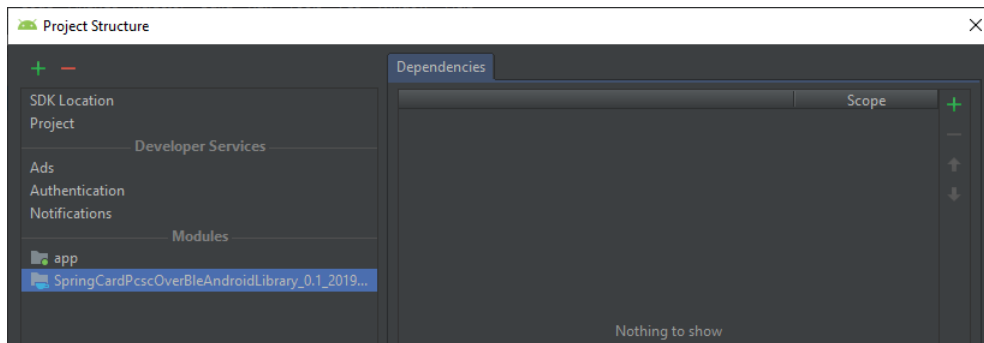 Project Structure
Dependencies
SDK Location
Project
Developer Services
Ads
Authentication
Notifications
Modules
app
SpringCardPcscOverBleAndroidLibrary_0.1_2019...
Scope
Nothing to show